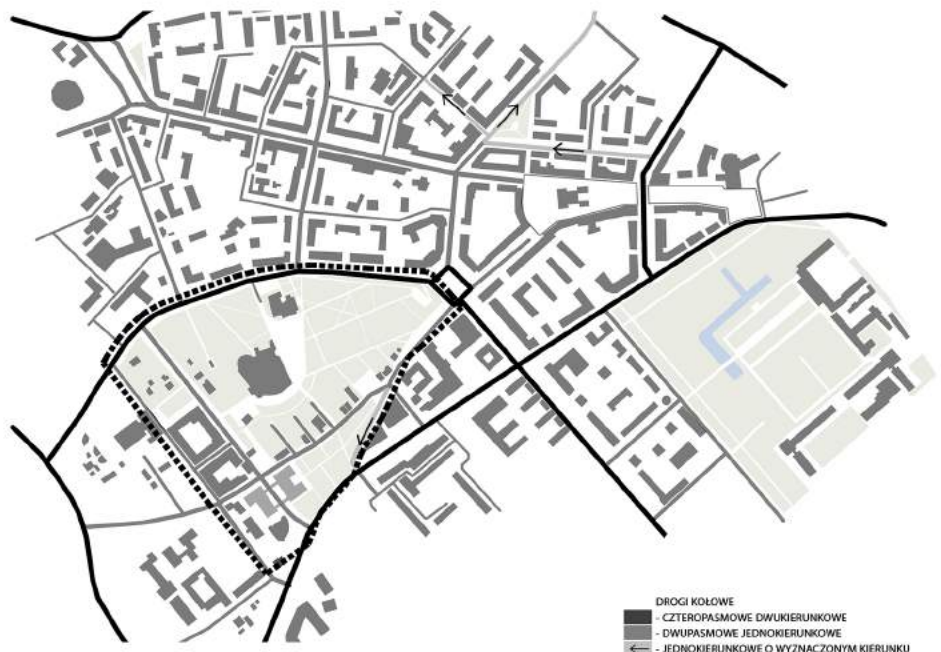 DROGI KOŁOWE
- CZTEROPASMOWE DWUKIERUNKOWE
- DWUPASMOWE JEDNOKIERUNKOWE
- JEDNOKIERUNKOWE O WYZNACZONYM KIERUNKU